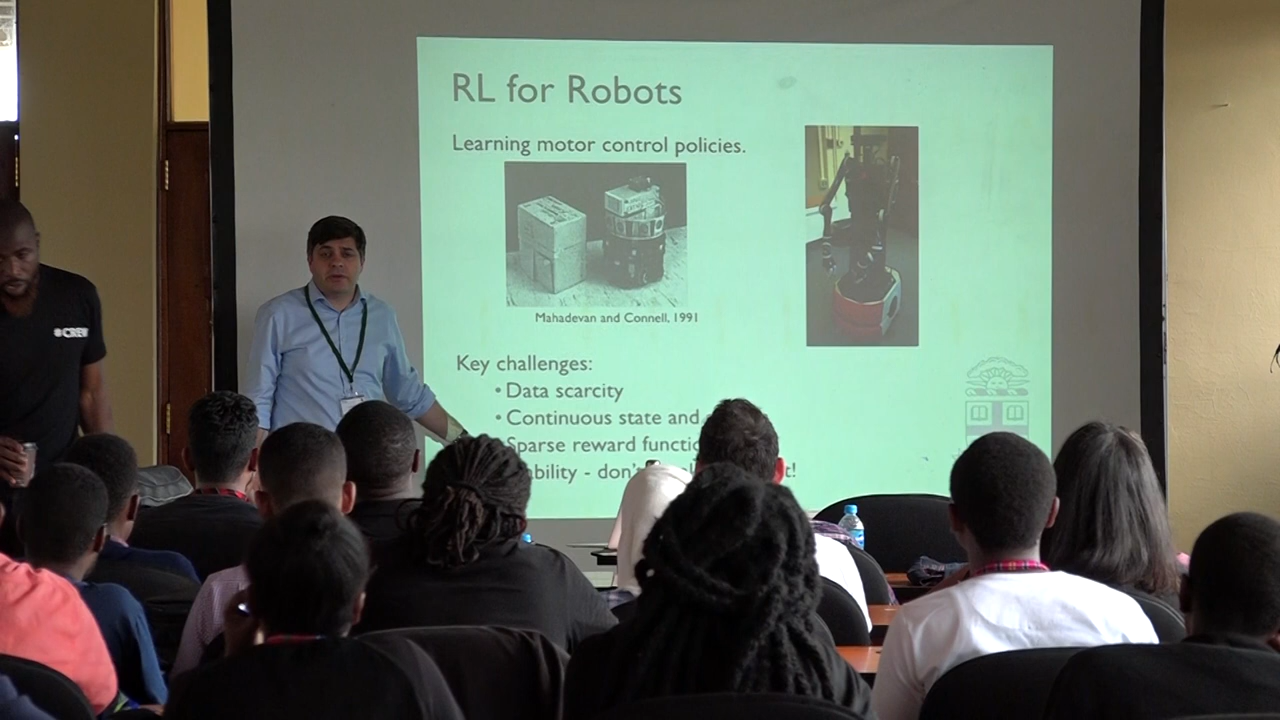 RL for Robots
Learning motor control policies.
Mahadevan and Connell, 1991
Key challenges:
• Data scarcity
• Continuous state and
Sparse reward functio
ability - don't
CREW